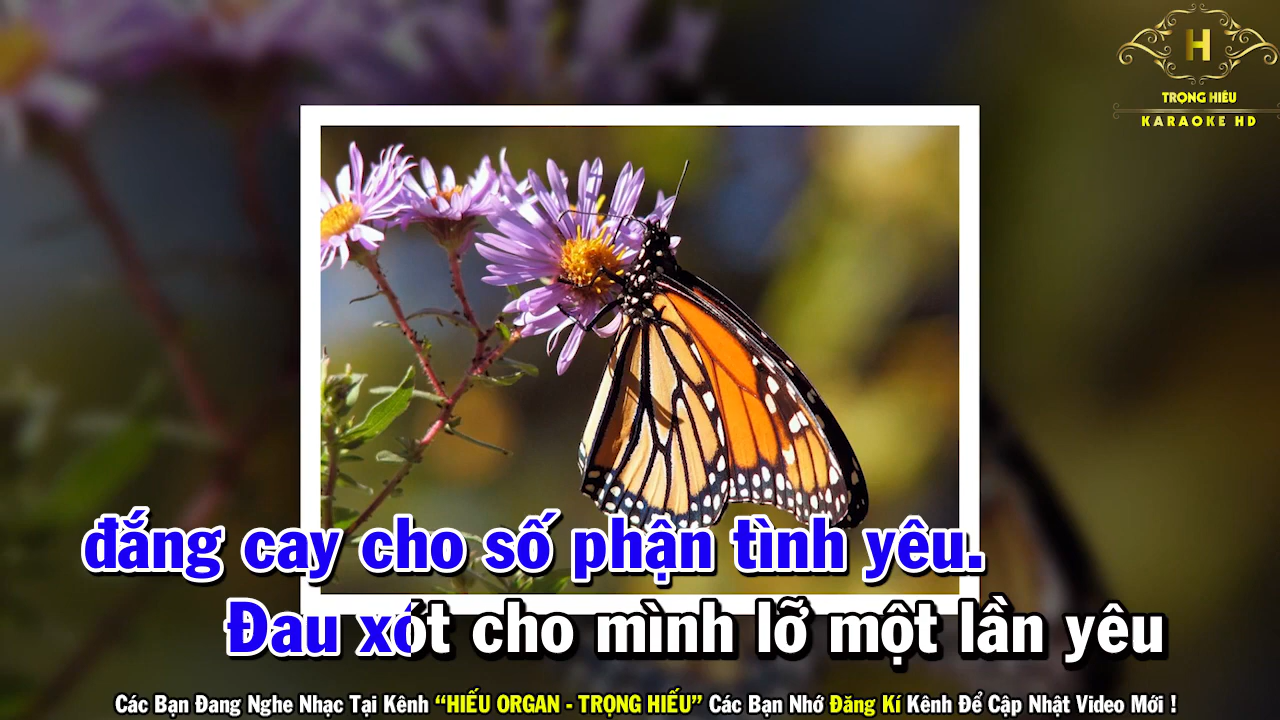 H
TRỌNG HIẾU
KARAOKE HD
đắng cay cho số phận tình yêu.
Đau xót cho mình lỡ một lần yêu
Các Bạn Đang Nghe Nhạc Tại Kênh “HIẾU ORGAN - TRỌNG HIẾU” Các Bạn Nhớ Đăng Kí Kênh Để Cập Nhật Video Mới !